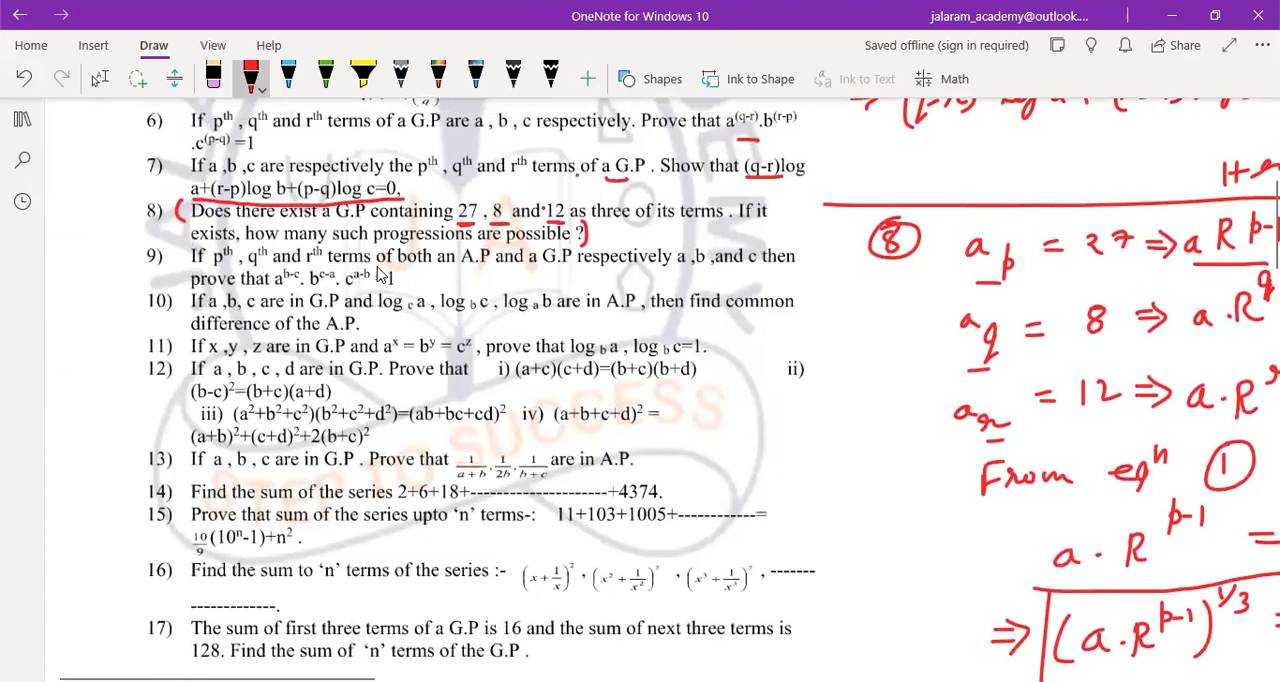 OneNote for Windows 10
jalaram_academy@outlook....
Home Insert Draw View Help
Saved offline (sign in required)
Share
Shapes Ink to Shape Ink to Text Math
6) If pᵗʰ , qᵗʰ and rᵗʰ terms of a G.P are a , b , c respectively. Prove that a⁽q⁻r⁾.b⁽r⁻p⁾
.c⁽p⁻q⁾ =1
7) If a ,b ,c are respectively the pᵗʰ , qᵗʰ and rᵗʰ terms of a G.P . Show that (q-r)log
a+(r-p)log b+(p-q)log c=0,
8) Does there exist a G.P containing 27 , 8 and 12 as three of its terms . If it
exists, how many such progressions are possible ?
9) If pᵗʰ , qᵗʰ and rᵗʰ terms of both an A.P and a G.P respectively a ,b ,and c then
prove that aᵇ⁻ᶜ. bᶜ⁻ᵃ. cᵃ⁻ᵇ 1
10) If a ,b, c are in G.P and log c a , log b c , log a b are in A.P , then find common
difference of the A.P.
11) If x ,y , z are in G.P and aˣ = bʸ = cᶻ , prove that log b a , log b c=1.
12) If a , b , c , d are in G.P. Prove that i) (a+c)(c+d)=(b+c)(b+d) ii)
(b-c)²=(b+c)(a+d)
iii) (a²+b²+c²)(b²+c²+d²)=(ab+bc+cd)² iv) (a+b+c+d)² =
(a+b)²+(c+d)²+2(b+c)²
13) If a , b , c are in G.P . Prove that 1/(a+b), 1/2b, 1/(b+c) are in A.P.
14) Find the sum of the series 2+6+18+----------------------+4374.
15) Prove that sum of the series upto ‘n’ terms-: 11+103+1005+------------=
10/9(10ⁿ-1)+n² .
16) Find the sum to ‘n’ terms of the series :- (x+1/x)² , (x²+1/x²)² , (x³+1/x³)² , -------
-------------.
17) The sum of first three terms of a G.P is 16 and the sum of next three terms is
128. Find the sum of ‘n’ terms of the G.P .
8 a p = 27 ⇒ a R p-
a q = 8 ⇒ a . R q
a r = 12 ⇒ a . R
From eqⁿ 1
a . R p-1 =
⇒ (a . R p-1) 1/3 =